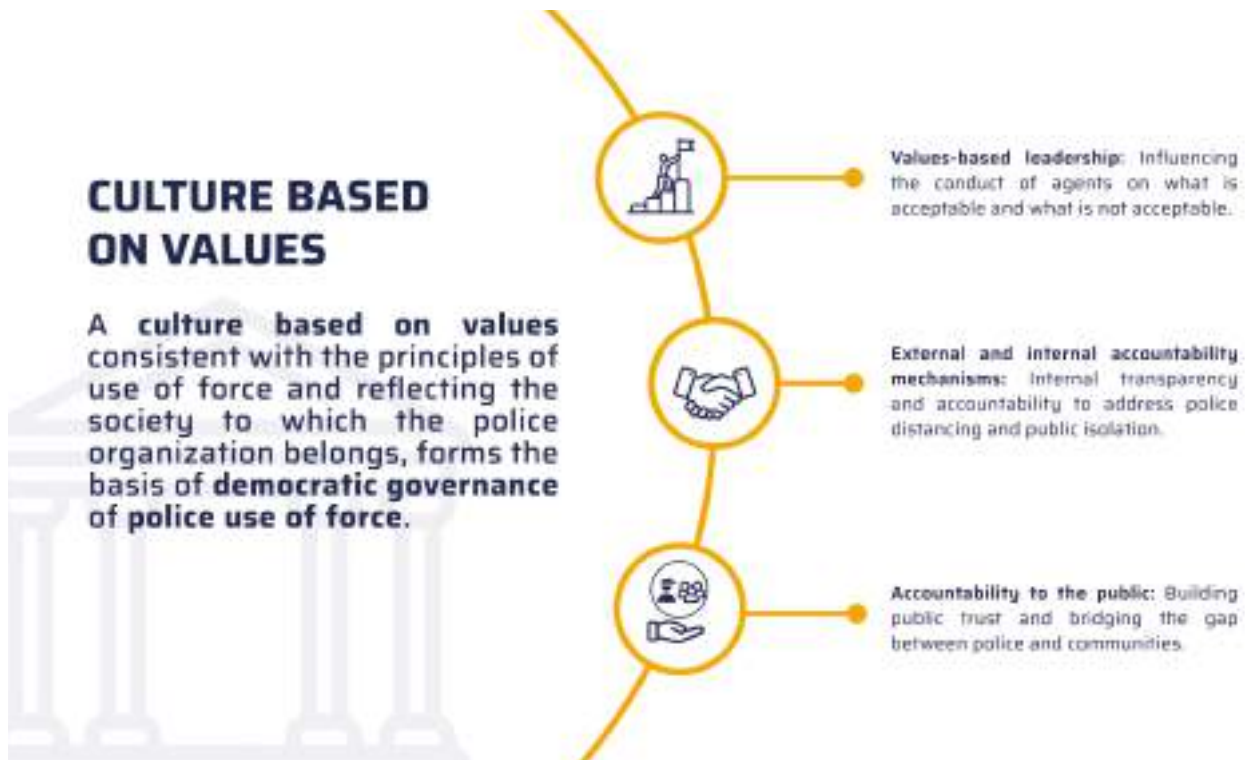 CULTURE BASED
ON VALUES
A culture based on values
consistent with the principles of
use of force and reflecting the
society to which the police
organization belongs, forms the
basis of democratic governance
of police use of force.
Values-based leadership: Influencing
the conduct of agents on what is
acceptable and what is not acceptable.
External and internal accountability
mechanisms: Internal transparency
and accountability to address police
distancing and public isolation.
Accountability to the public: Building
public trust and bridging the gap
between police and communities.